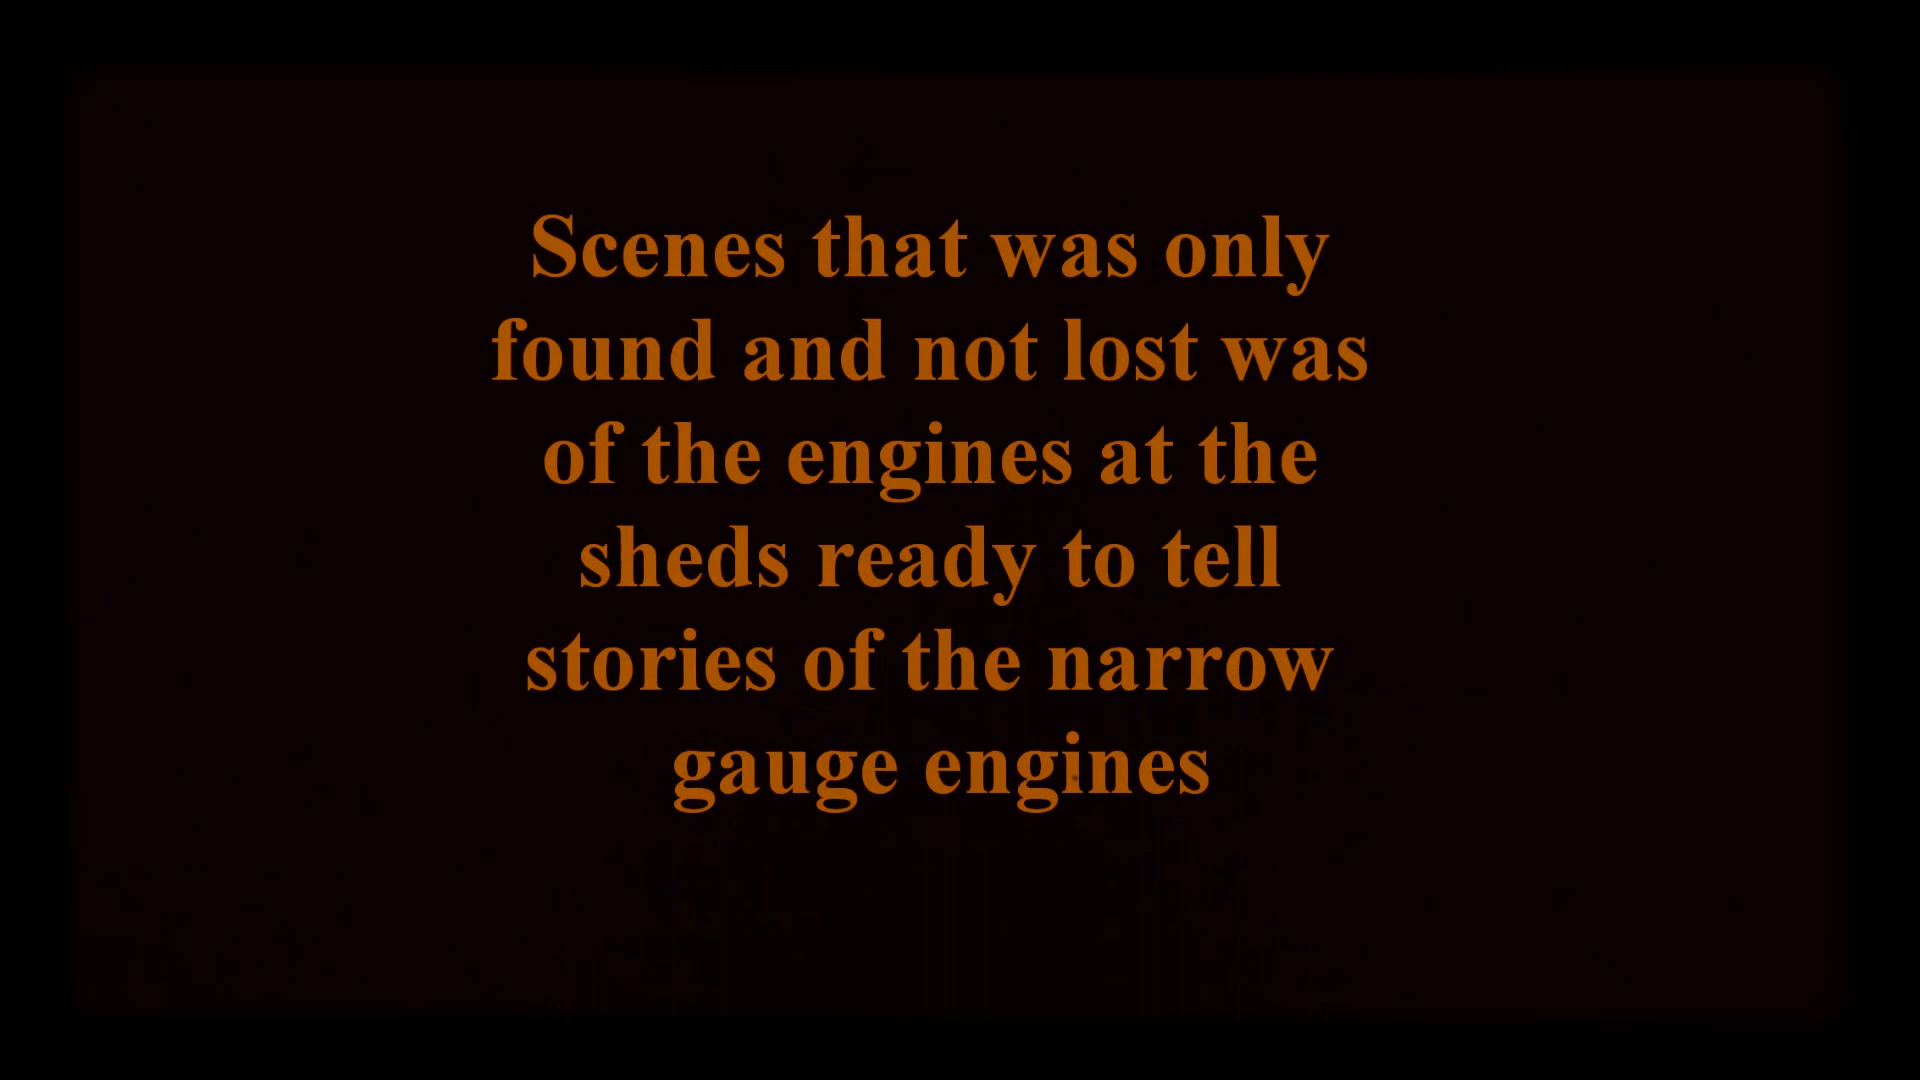 Scenes that was only
found and not lost was
of the engines at the
sheds ready to tell
stories of the narrow
gauge engines